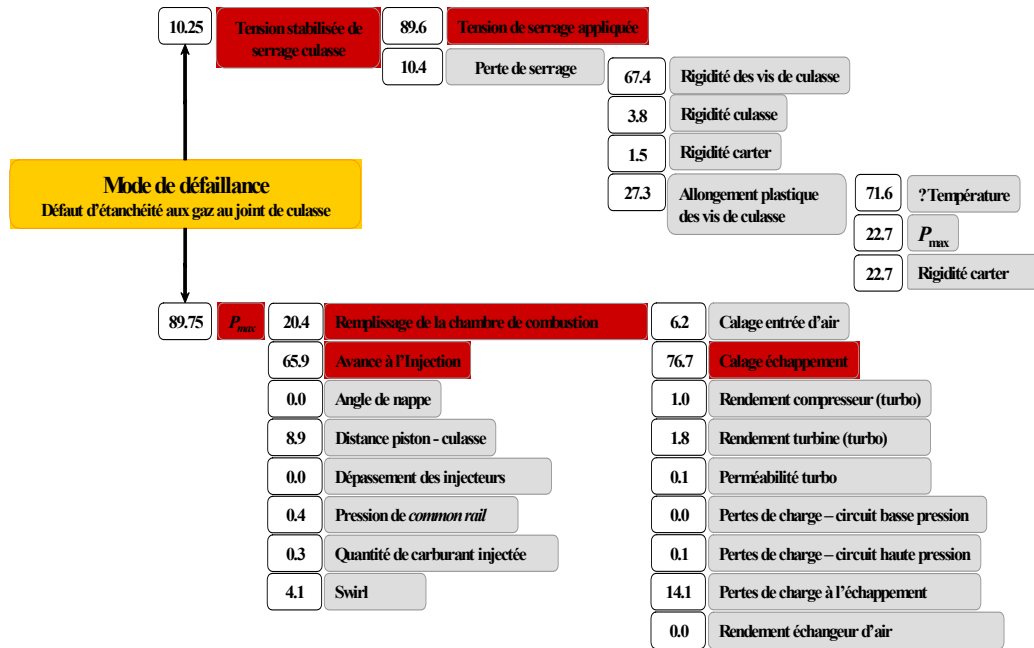 10.25 Tension stabilisée de serrage culasse
89.6 Tension de serrage appliquée
10.4 Perte de serrage
67.4 Rigidité des vis de culasse
3.8 Rigidité culasse
1.5 Rigidité carter
27.3 Allongement plastique des vis de culasse
71.6 ? Température
22.7 Pmax
22.7 Rigidité carter
Mode de défaillance
Défaut d'étanchéité aux gaz au joint de culasse
89.75 Pmax
20.4 Remplissage de la chambre de combustion
65.9 Avance à l'Injection
0.0 Angle de nappe
8.9 Distance piston - culasse
0.0 Dépassement des injecteurs
0.4 Pression de common rail
0.3 Quantité de carburant injectée
4.1 Swirl
6.2 Calage entrée d'air
76.7 Calage échappement
1.0 Rendement compresseur (turbo)
1.8 Rendement turbine (turbo)
0.1 Perméabilité turbo
0.0 Pertes de charge – circuit basse pression
0.1 Pertes de charge – circuit haute pression
14.1 Pertes de charge à l'échappement
0.0 Rendement échangeur d'air